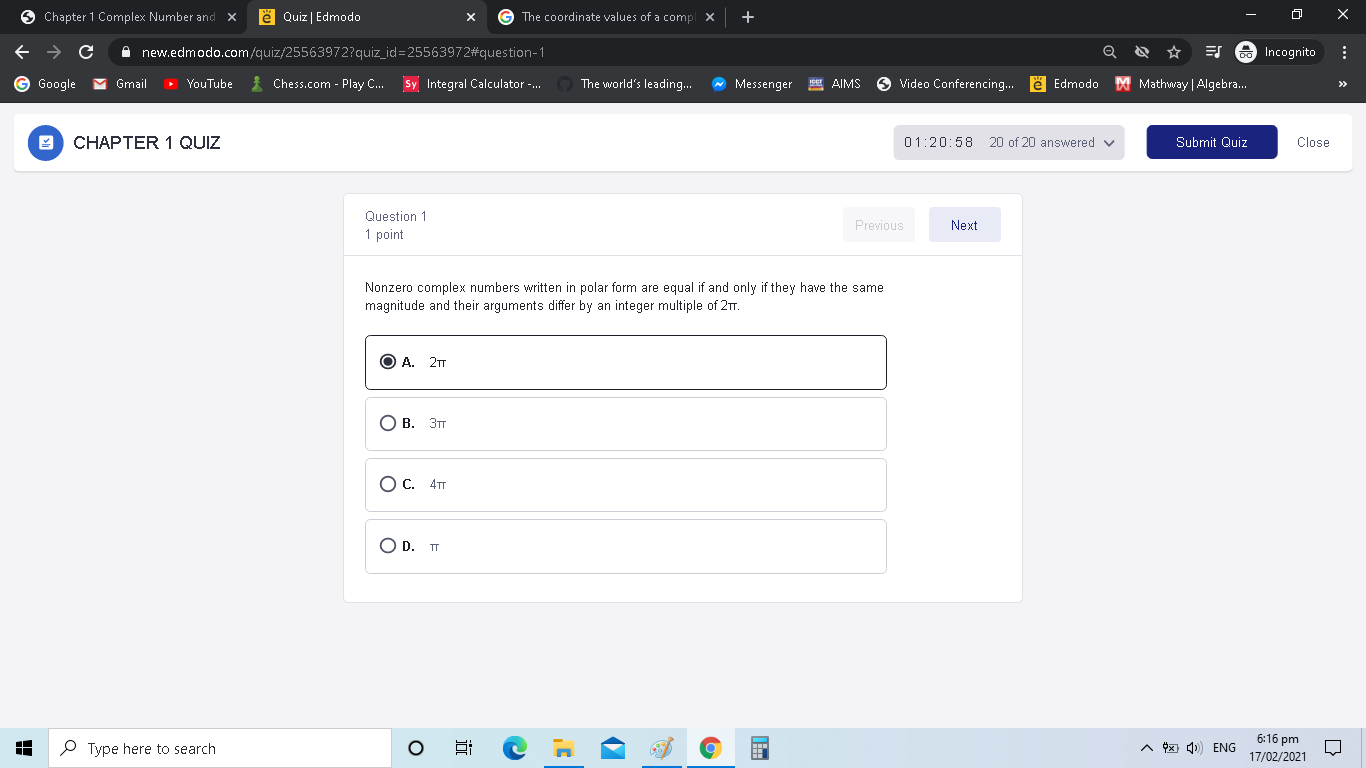 Chapter 1 Complex Number and
Quiz | Edmodo
The coordinate values of a compl
new.edmodo.com/quiz/25563972?quiz_id=25563972#question-1
Incognito
Google
Gmail
YouTube
Chess.com - Play C...
Sy
Integral Calculator -...
The world's leading...
Messenger
AIMS
Video Conferencing...
Edmodo
Mathway | Algebra...
CHAPTER 1 QUIZ
01:20:58 20 of 20 answered
Submit Quiz
Close
Question 1
1 point
Previous
Next
Nonzero complex numbers written in polar form are equal if and only if they have the same
magnitude and their arguments differ by an integer multiple of 2π.
A. 2π
B. 3π
C. 4π
D. π
Type here to search
ENG
6:16 pm
17/02/2021